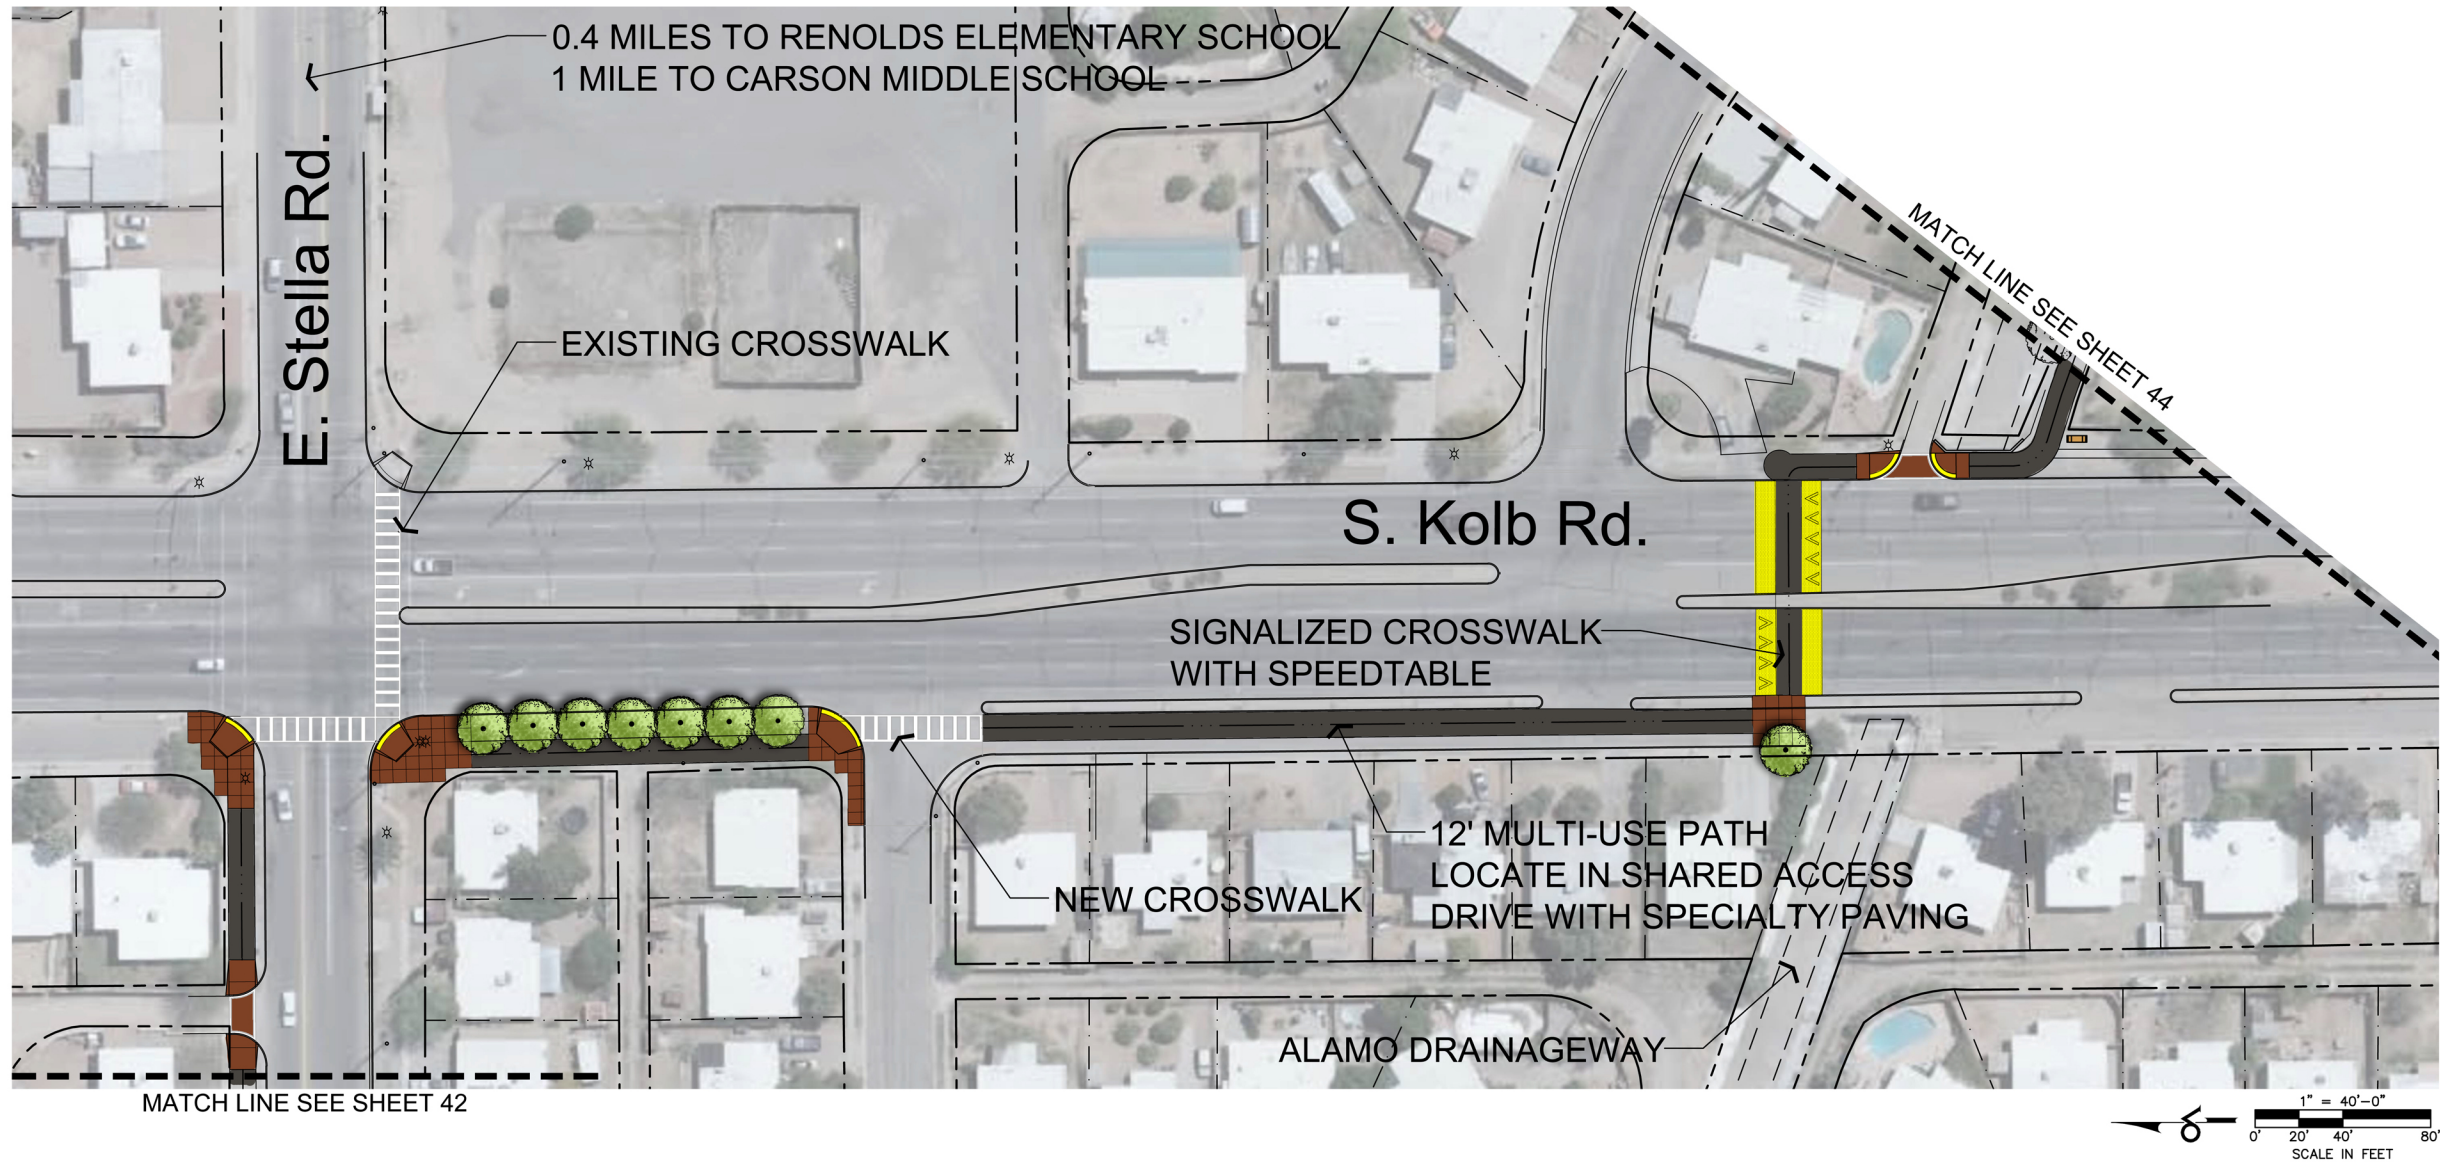 0.4 MILES TO RENOLDS ELEMENTARY SCHOOL
1 MILE TO CARSON MIDDLE SCHOOL
E. Stella Rd.
EXISTING CROSSWALK
MATCH LINE SEE SHEET 44
S. Kolb Rd.
SIGNALIZED CROSSWALK
WITH SPEEDTABLE
12' MULTI-USE PATH
LOCATE IN SHARED ACCESS
DRIVE WITH SPECIALTY PAVING
NEW CROSSWALK
ALAMO DRAINAGEWAY
MATCH LINE SEE SHEET 42
1" = 40'-0"
0' 20' 40' 80'
SCALE IN FEET